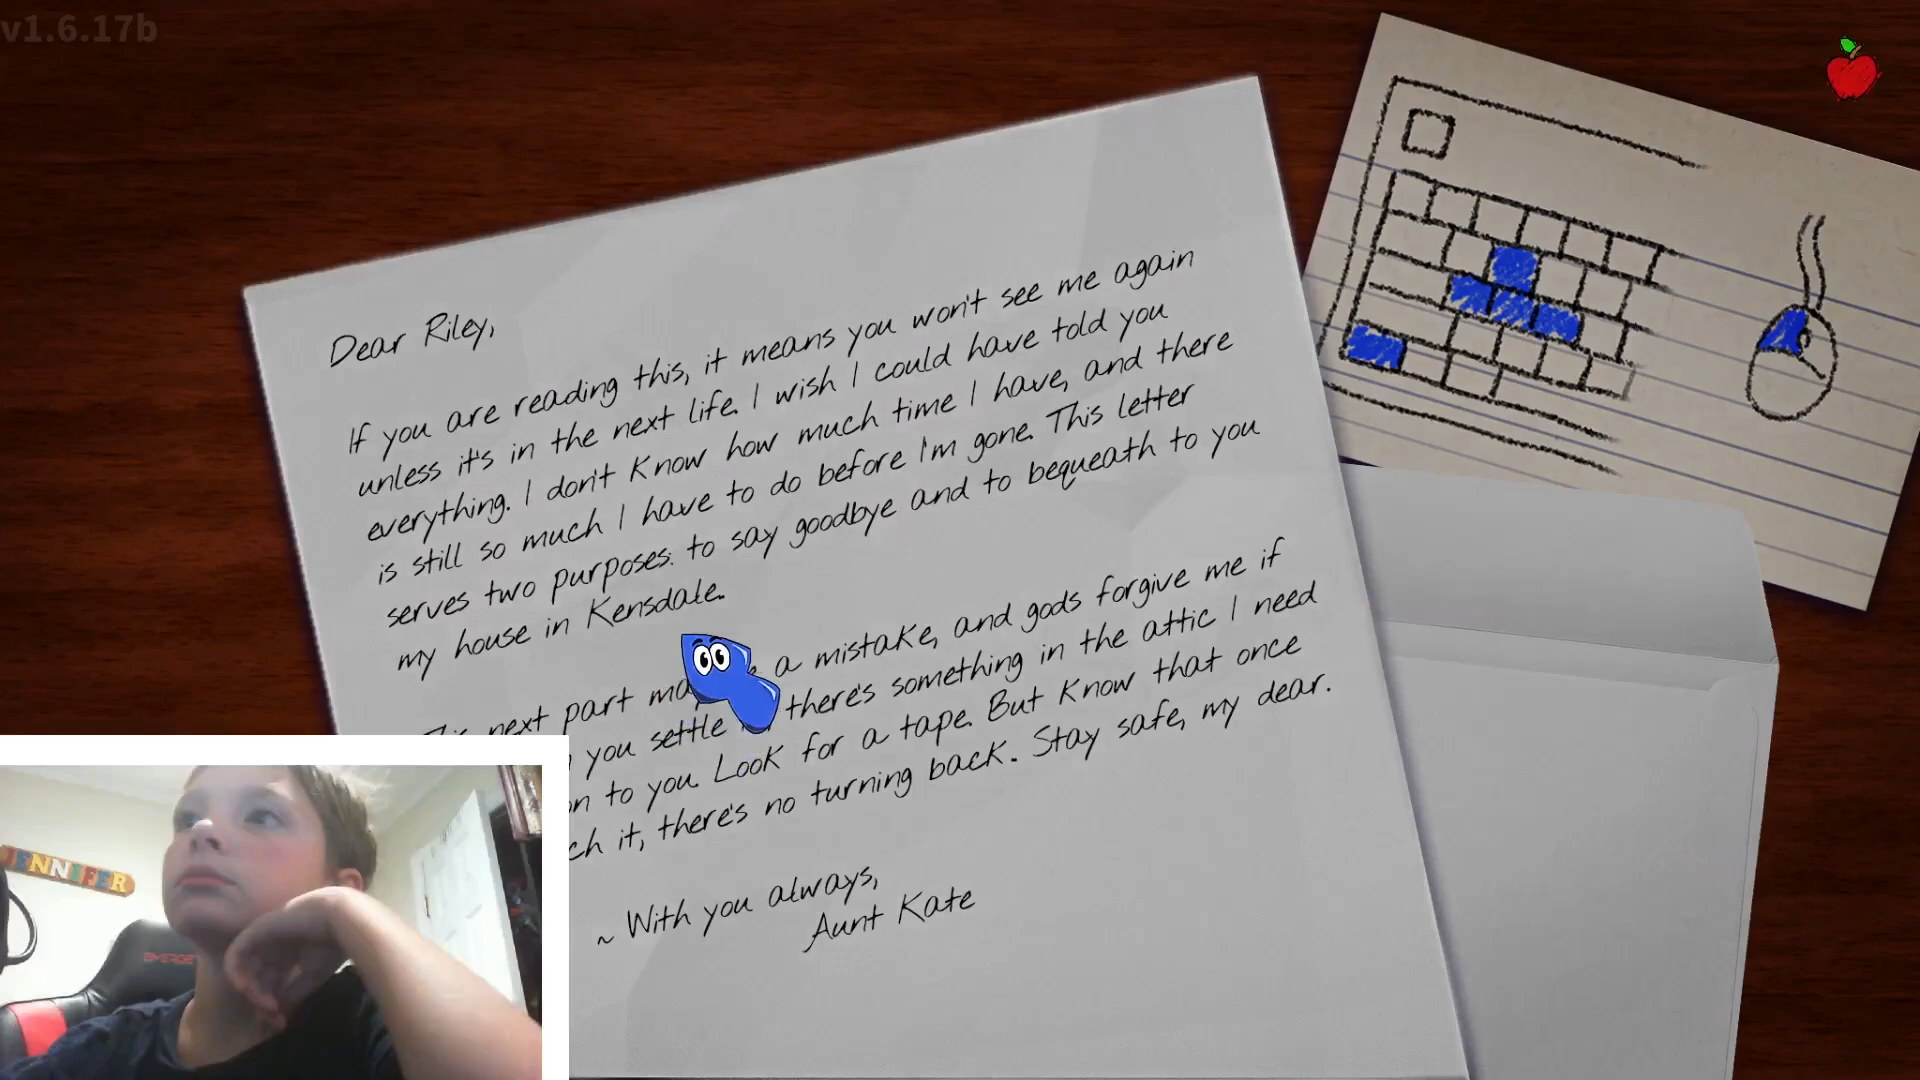 v1.6.17b
Dear Riley,
If you are reading this, it means you won't see me again
unless it's in the next life. I wish I could have told you
everything. I don't know how much time I have, and there
is still so much I have to do before I'm gone. This letter
serves two purposes: to say goodbye and to bequeath to you
my house in Kensdale.
next part a mistake, and gods forgive me if
you settle there's something in the attic I need
to you. Look for a tape. But know that once
it, there's no turning back. Stay safe, my dear.
~ With you always,
Aunt Kate
ENNIFER